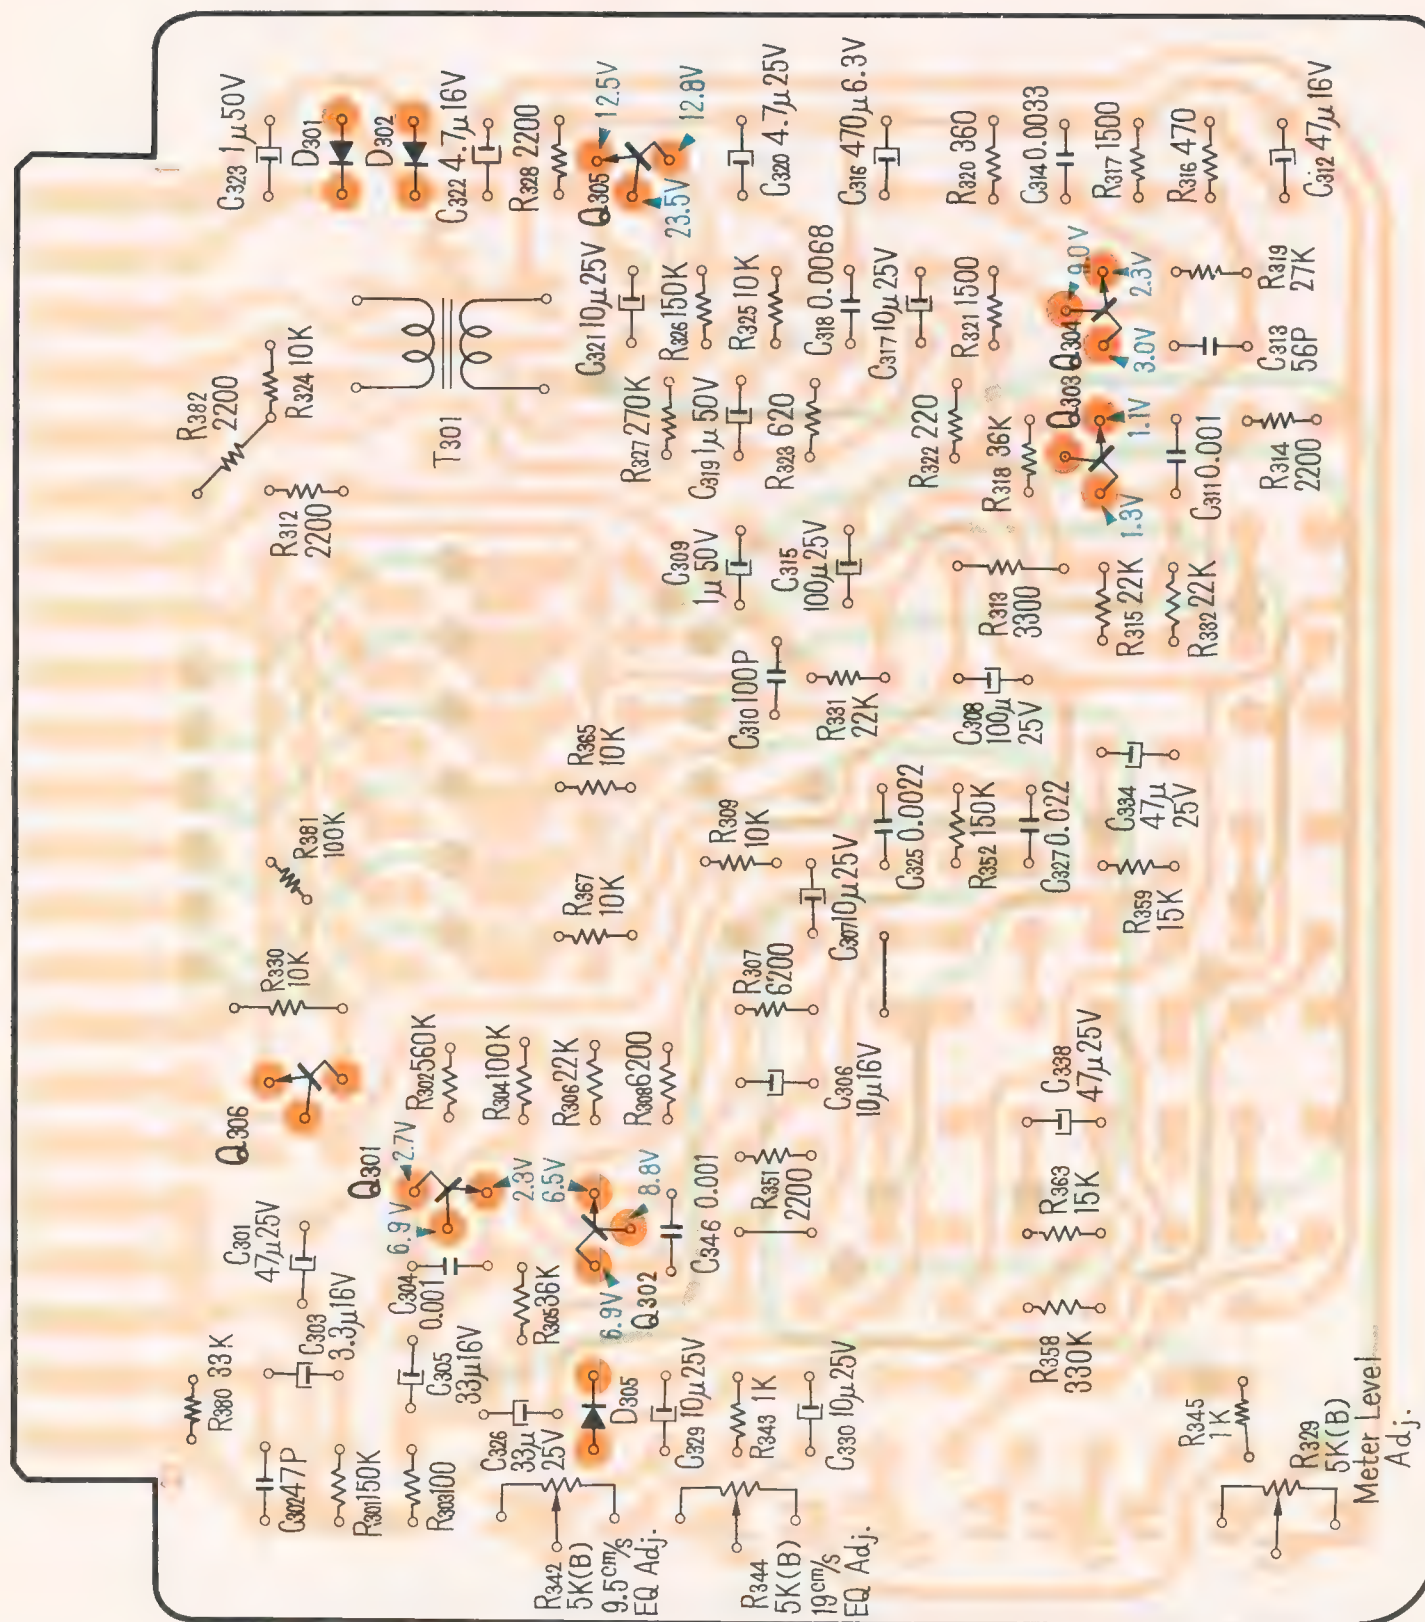 C323 1μ50V
D301
D302
C322 4.7μ16V
R328 2200
Q305
12.5V
12.8V
23.5V
C320 4.7μ25V
C316 470μ6.3V
R320 360
C314 0.0033
R317 1500
R316 470
C312 47μ16V
R382
2200
R324 10K
T301
C321 10μ25V
R326 150K
R325 10K
C318 0.0068
C317 10μ25V
R321 1500
Q304
9.0V
3.0V
2.3V
R319
27K
C313
56P
R312
2200
R327 270K
C319 1μ50V
R323 620
R322 220
R318 36K
Q303
1.1V
1.3V
C311 0.001
R314
2200
C309
1μ50V
C315
100μ25V
R313
3300
R315 22K
R332 22K
C310 100P
R331
22K
C308
100μ
25V
R365
10K
C334
47μ
25V
R381
100K
R309
10K
C325 0.0022
R352 150K
C327 0.022
R367
10K
C307 10μ25V
R359
15K
R330
10K
R307
6200
Q306
R302 560K
R304 100K
R306 22K
R308 6200
C306
10μ16V
C338
47μ25V
Q301
2.7V
6.9V
2.3V
6.5V
8.8V
6.9V
Q302
C346 0.001
R351
2200
R363
15K
C301
47μ25V
C303
3.3μ16V
C304
0.001
R305 36K
R380 33K
C305
33μ16V
C326
33μ
25V
D305
C329 10μ25V
R343 1K
C330 10μ25V
R358
330K
C302 47P
R301 150K
R303 100
R342
5K(B)
9.5cm/s
EQ Adj.
R344
5K(B)
19cm/s
EQ Adj.
R345
1K
R329
5K(B)
Meter Level
Adj.